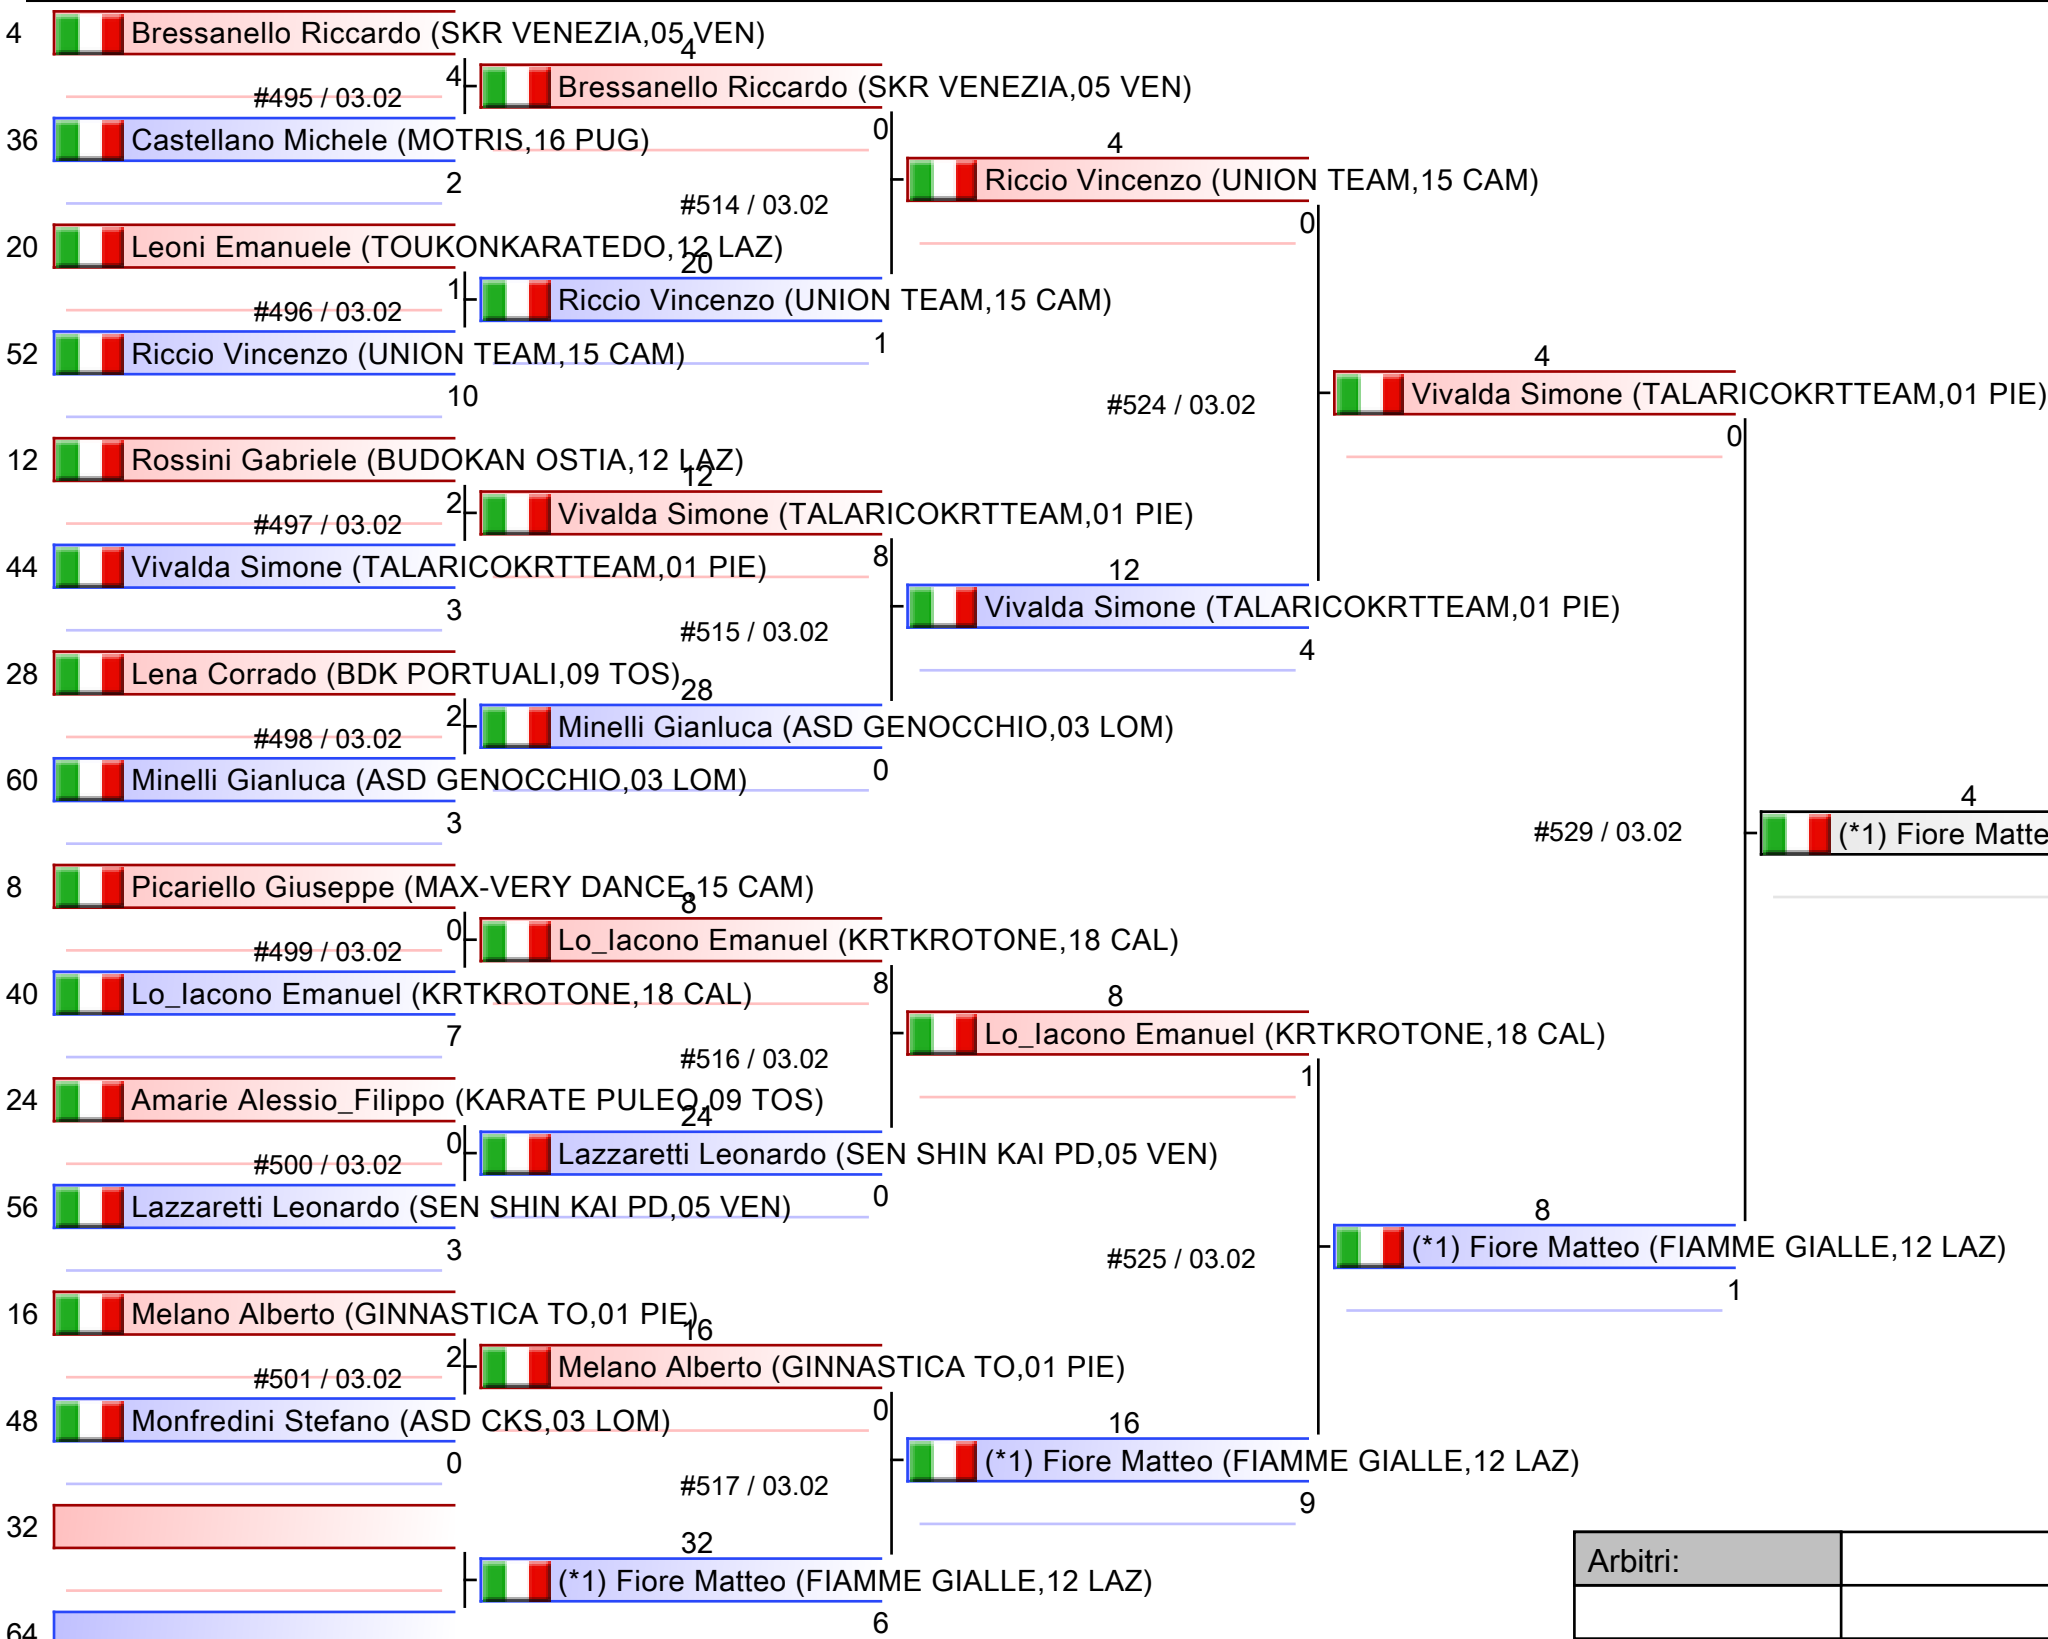 4 Bressanello Riccardo (SKR VENEZIA,05 VEN)
4
4 Bressanello Riccardo (SKR VENEZIA,05 VEN)
#495 / 03.02
0
4
36 Castellano Michele (MOTRIS,16 PUG)
Riccio Vincenzo (UNION TEAM,15 CAM)
2
#514 / 03.02
0
20 Leoni Emanuele (TOUKONKARATEDO,12 LAZ)
20
1 Riccio Vincenzo (UNION TEAM,15 CAM)
#496 / 03.02
1
52 Riccio Vincenzo (UNION TEAM,15 CAM)
4
10
#524 / 03.02
Vivalda Simone (TALARICOKRTTEAM,01 PIE)
0
12 Rossini Gabriele (BUDOKAN OSTIA,12 LAZ)
12
2 Vivalda Simone (TALARICOKRTTEAM,01 PIE)
#497 / 03.02
8
12
44 Vivalda Simone (TALARICOKRTTEAM,01 PIE)
Vivalda Simone (TALARICOKRTTEAM,01 PIE)
3
#515 / 03.02
4
28 Lena Corrado (BDK PORTUALI,09 TOS)
28
2 Minelli Gianluca (ASD GENOCCHIO,03 LOM)
#498 / 03.02
0
60 Minelli Gianluca (ASD GENOCCHIO,03 LOM)
4
3
#529 / 03.02
(*1) Fiore Matte
8 Picariello Giuseppe (MAX-VERY DANCE,15 CAM)
8
0 Lo_Iacono Emanuel (KRTKROTONE,18 CAL)
#499 / 03.02
8
8
40 Lo_Iacono Emanuel (KRTKROTONE,18 CAL)
Lo_Iacono Emanuel (KRTKROTONE,18 CAL)
7
#516 / 03.02
1
24 Amarie Alessio_Filippo (KARATE PULEO,09 TOS)
24
0 Lazzaretti Leonardo (SEN SHIN KAI PD,05 VEN)
#500 / 03.02
0
56 Lazzaretti Leonardo (SEN SHIN KAI PD,05 VEN)
8
3
#525 / 03.02
(*1) Fiore Matteo (FIAMME GIALLE,12 LAZ)
1
16 Melano Alberto (GINNASTICA TO,01 PIE)
16
2 Melano Alberto (GINNASTICA TO,01 PIE)
#501 / 03.02
0
16
48 Monfredini Stefano (ASD CKS,03 LOM)
(*1) Fiore Matteo (FIAMME GIALLE,12 LAZ)
0
#517 / 03.02
9
32
32
(*1) Fiore Matteo (FIAMME GIALLE,12 LAZ)
6
64
Arbitri: